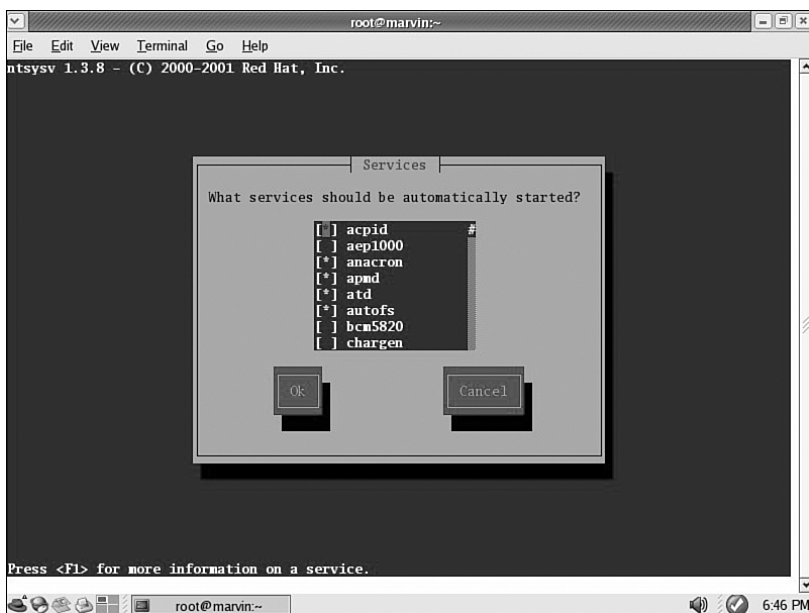 root@marvin:~
File Edit View Terminal Go Help
ntsysv 1.3.8 - (C) 2000-2001 Red Hat, Inc.
Services
What services should be automatically started?
[*] acpid #
[ ] aep1000
[*] anacron
[*] apmd
[*] atd
[*] autofs
[ ] bcm5820
[ ] chargen
Ok Cancel
Press <F1> for more information on a service.
root@marvin:~ 6:46 PM